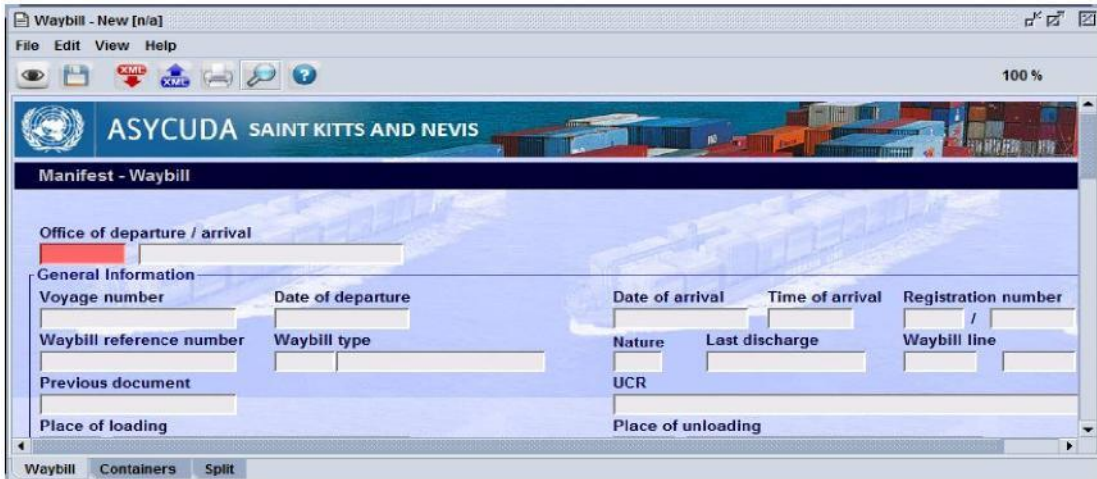 Waybill - New [n/a]
File Edit View Help
XML XML ? 100 %
ASYCUDA SAINT KITTS AND NEVIS
Manifest - Waybill
Office of departure / arrival
General Information
Voyage number Date of departure Date of arrival Time of arrival Registration number
/
Waybill reference number Waybill type Nature Last discharge Waybill line
Previous document UCR
Place of loading Place of unloading
Waybill Containers Split